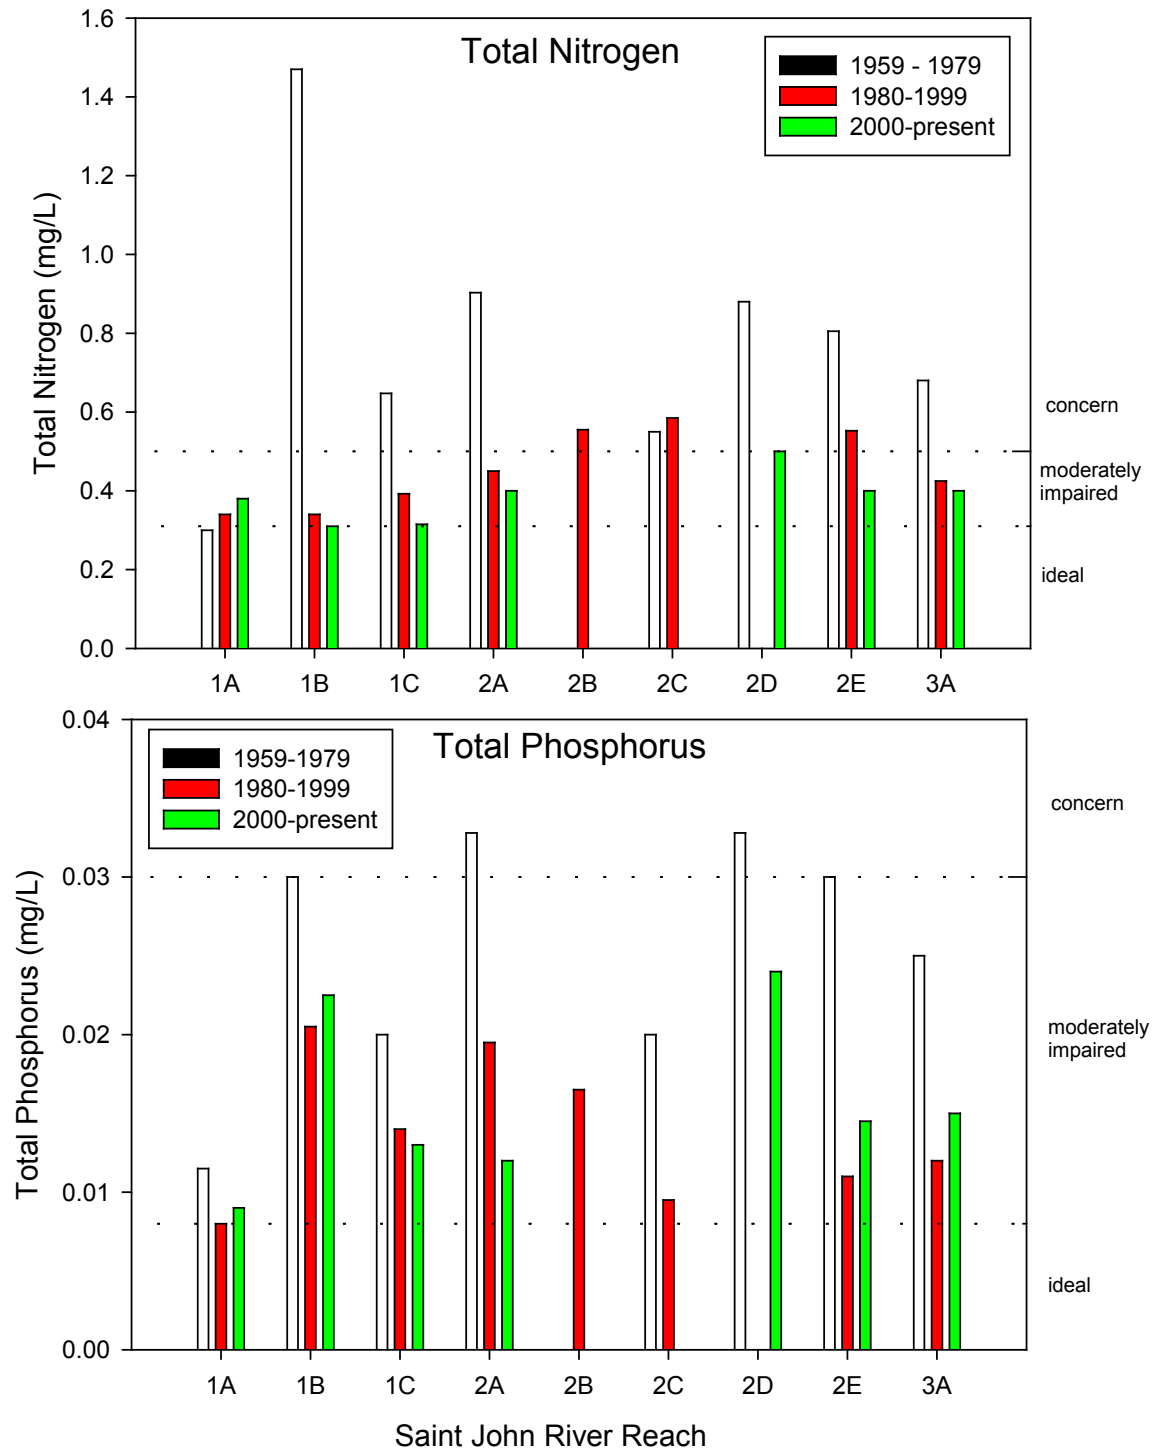 Total Nitrogen
1959 - 1979
1980-1999
2000-present
Total Nitrogen (mg/L)
1.6
1.4
1.2
1.0
0.8
0.6
0.4
0.2
0.0
concern
moderately
impaired
ideal
1A 1B 1C 2A 2B 2C 2D 2E 3A
Total Phosphorus
1959-1979
1980-1999
2000-present
Total Phosphorus (mg/L)
0.04
0.03
0.02
0.01
0.00
concern
moderately
impaired
ideal
1A 1B 1C 2A 2B 2C 2D 2E 3A
Saint John River Reach